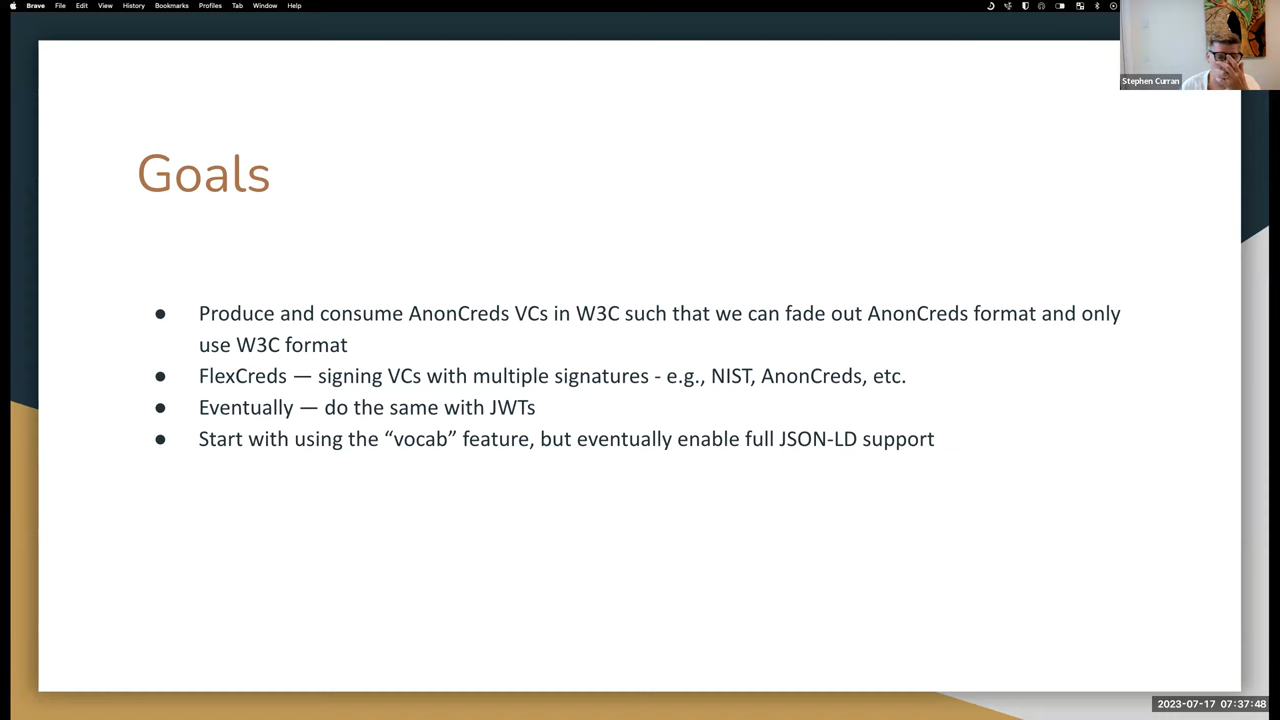 Brave File Edit View History Bookmarks Profiles Tab Window Help
Stephen Curran
Goals
● Produce and consume AnonCreds VCs in W3C such that we can fade out AnonCreds format and only
use W3C format
● FlexCreds — signing VCs with multiple signatures - e.g., NIST, AnonCreds, etc.
● Eventually — do the same with JWTs
● Start with using the “vocab” feature, but eventually enable full JSON-LD support
2023-07-17 07:37:48